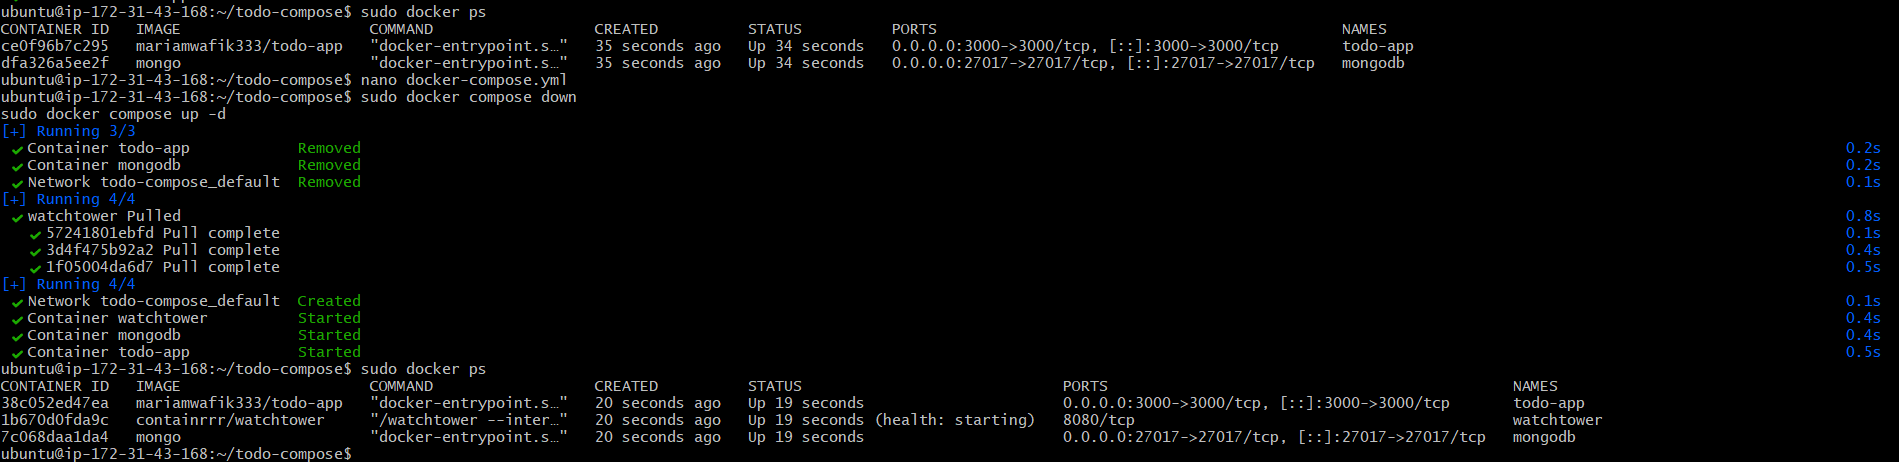 ubuntu@ip-172-31-43-168:~/todo-compose$ sudo docker ps
CONTAINER ID   IMAGE                     COMMAND                  CREATED          STATUS          PORTS                                             NAMES
ce0f96b7c295   mariamwafik333/todo-app   "docker-entrypoint.s…"   35 seconds ago   Up 34 seconds   0.0.0.0:3000->3000/tcp, [::]:3000->3000/tcp       todo-app
dfa326a5ee2f   mongo                     "docker-entrypoint.s…"   35 seconds ago   Up 34 seconds   0.0.0.0:27017->27017/tcp, [::]:27017->27017/tcp   mongodb
ubuntu@ip-172-31-43-168:~/todo-compose$ nano docker-compose.yml
ubuntu@ip-172-31-43-168:~/todo-compose$ sudo docker compose down
sudo docker compose up -d
[+] Running 3/3
✔ Container todo-app            Removed 0.2s
✔ Container mongodb             Removed 0.2s
✔ Network todo-compose_default  Removed 0.1s
[+] Running 4/4
✔ watchtower Pulled 0.8s
✔ 57241801ebfd Pull complete 0.1s
✔ 3d4f475b92a2 Pull complete 0.4s
✔ 1f05004da6d7 Pull complete 0.5s
[+] Running 4/4
✔ Network todo-compose_default  Created 0.1s
✔ Container watchtower          Started 0.4s
✔ Container mongodb             Started 0.4s
✔ Container todo-app            Started 0.5s
ubuntu@ip-172-31-43-168:~/todo-compose$ sudo docker ps
CONTAINER ID   IMAGE                     COMMAND                  CREATED          STATUS                             PORTS                                             NAMES
38c052ed47ea   mariamwafik333/todo-app   "docker-entrypoint.s…"   20 seconds ago   Up 19 seconds                      0.0.0.0:3000->3000/tcp, [::]:3000->3000/tcp       todo-app
1b670d0fda9c   containrrr/watchtower     "/watchtower --inter…"   20 seconds ago   Up 19 seconds (health: starting)   8080/tcp                                          watchtower
7c068daa1da4   mongo                     "docker-entrypoint.s…"   20 seconds ago   Up 19 seconds                      0.0.0.0:27017->27017/tcp, [::]:27017->27017/tcp   mongodb
ubuntu@ip-172-31-43-168:~/todo-compose$